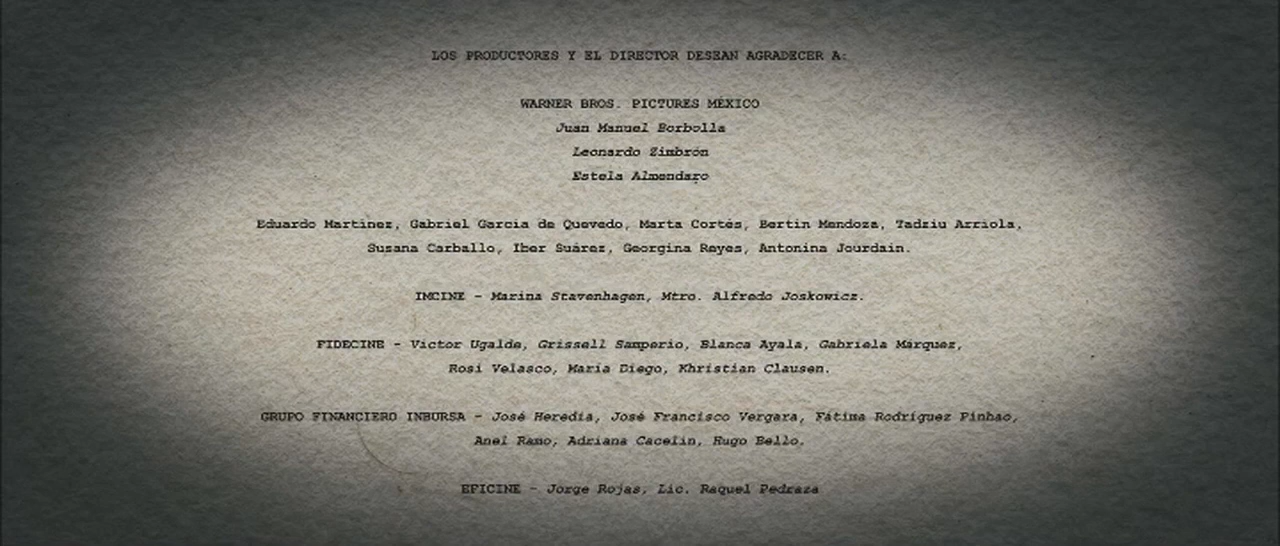 LOS PRODUCTORES Y EL DIRECTOR DESEAN AGRADECER A:
WARNER BROS. PICTURES MÉXICO
Juan Manuel Borbolla
Leonardo Zimbrón
Estela Almendaro
Eduardo Martínez, Gabriel García de Quevedo, Marta Cortés, Bertín Mendoza, Tadziu Arriola,
Susana Carballo, Iber Suárez, Georgina Reyes, Antonina Jourdain.
IMCINE - Marina Stavenhagen, Mtro. Alfredo Joskowicz.
FIDECINE - Victor Ugalde, Grissell Samperio, Blanca Ayala, Gabriela Márquez,
Rosi Velasco, María Diego, Khristian Clausen.
GRUPO FINANCIERO INBURSA - José Heredia, José Francisco Vergara, Fátima Rodríguez Pinhao,
Anel Ramo, Adriana Cacelín, Hugo Bello.
EFICINE - Jorge Rojas, Lic. Raquel Pedraza